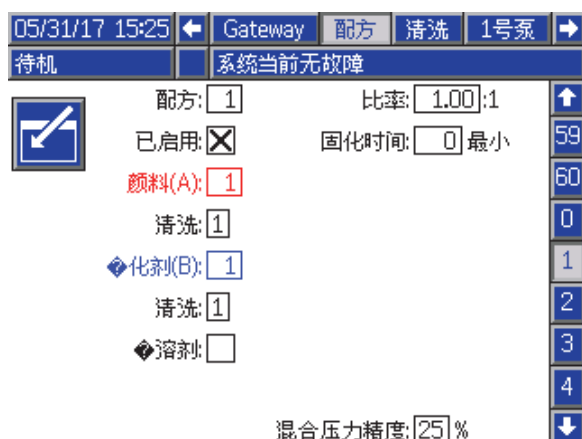 05/31/17 15:25 Gateway 配方 清洗 1号泵
待机 系统当前无故障
配方: 1 比率: 1.00 :1
已启用: 固化时间: 0 最小
颜料(A): 1
清洗: 1
�化剂(B): 1
清洗: 1
�溶剂:
混合压力精度: 25 %
59
60
0
1
2
3
4